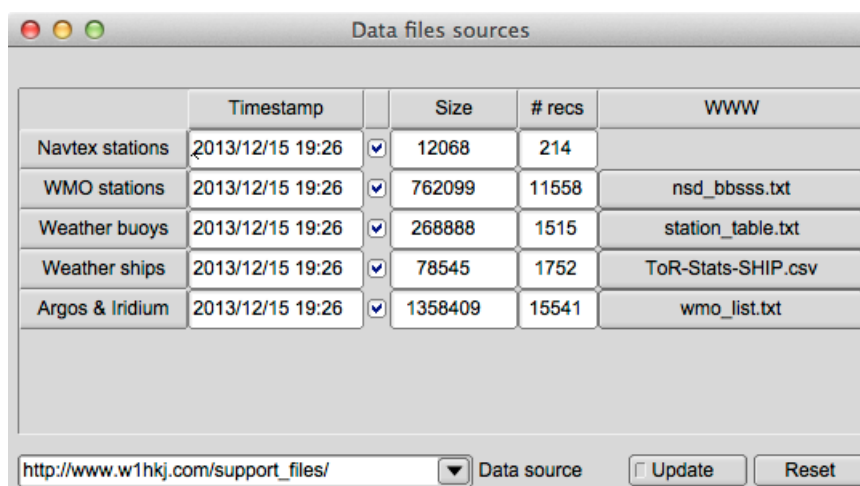 Data files sources
Timestamp Size # recs WWW
Navtex stations 2013/12/15 19:26 12068 214
WMO stations 2013/12/15 19:26 762099 11558 nsd_bbsss.txt
Weather buoys 2013/12/15 19:26 268888 1515 station_table.txt
Weather ships 2013/12/15 19:26 78545 1752 ToR-Stats-SHIP.csv
Argos & Iridium 2013/12/15 19:26 1358409 15541 wmo_list.txt
http://www.w1hkj.com/support_files/ Data source Update Reset